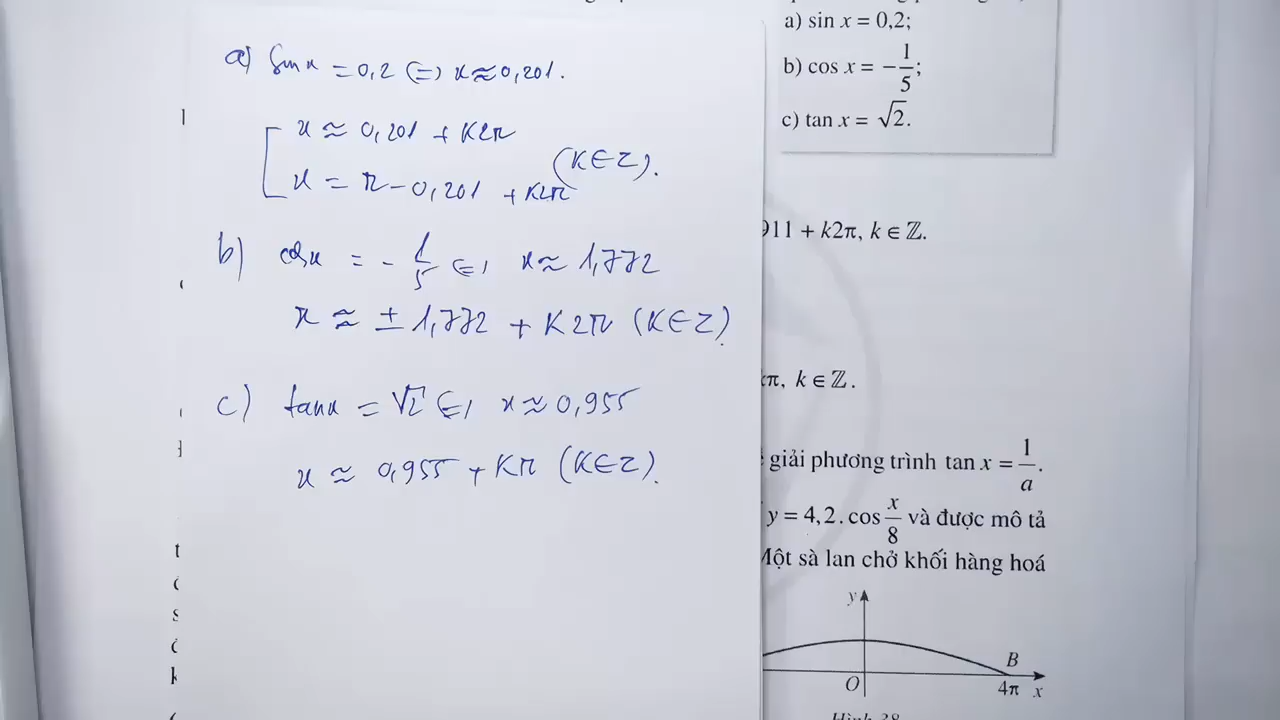 a) sin x = 0,2;
b) cos x = -1/5;
c) tan x = √2.
a) Sin x = 0,2 (=) x ≈ 0,201.
x ≈ 0,201 + K2π
x = π - 0,201 + K2π (K∈Z).
b) cos x = - 1/5 (=) x ≈ 1,772
x ≈ ± 1,772 + K2π (K∈Z).
c) tan x = √2 (=) x ≈ 0,955
x ≈ 0,955 + Kπ (K∈Z).
911 + k2π, k ∈ ℤ.
π, k ∈ ℤ.
giải phương trình tan x = 1/a.
y = 4,2. cos x/8 và được mô tả
Một sà lan chở khối hàng hoá
y
B
O
4π x